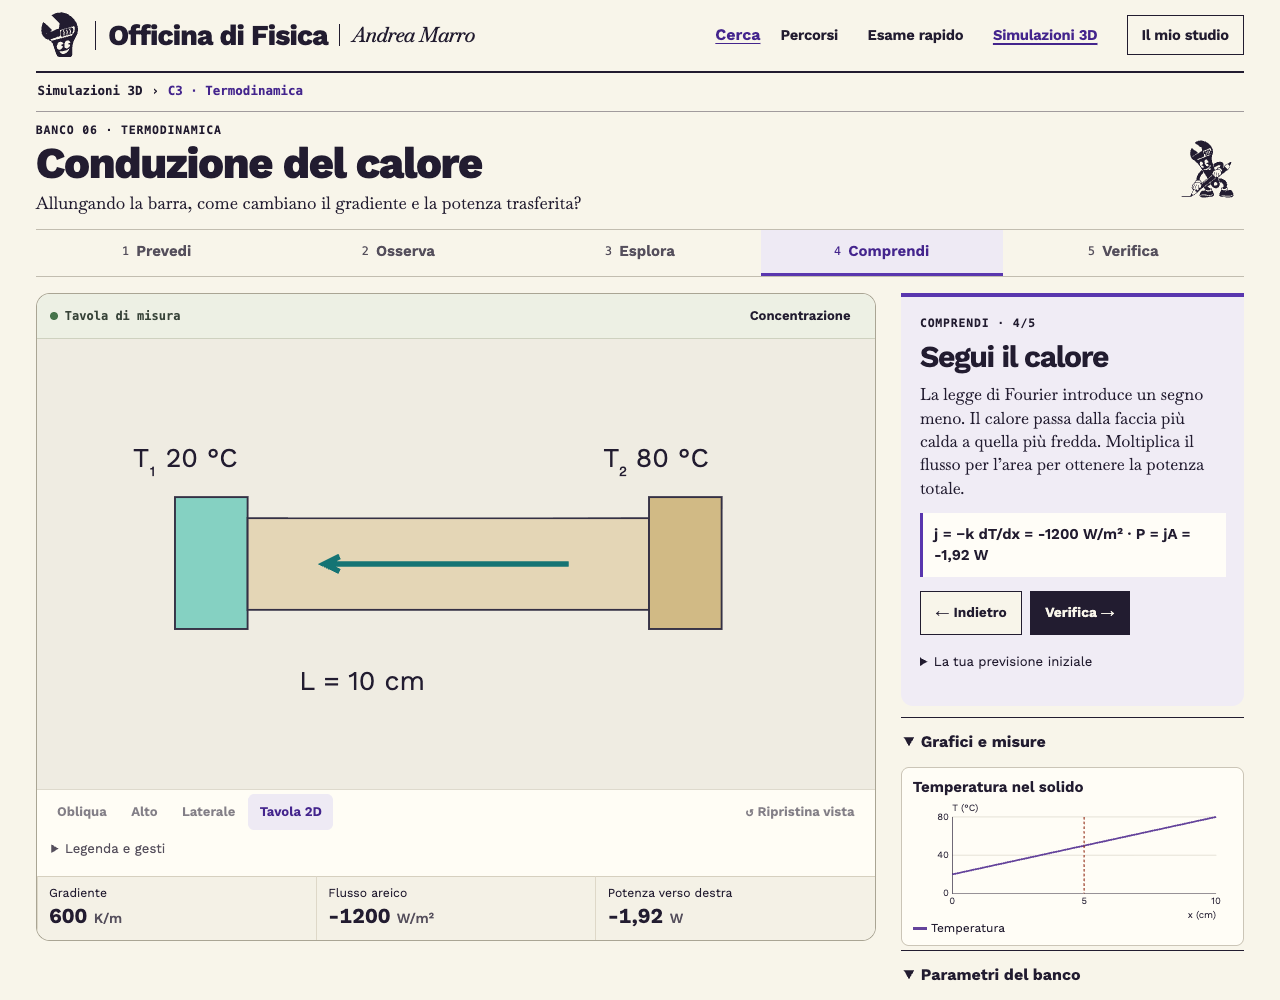 Officina di Fisica
Andrea Marro
Cerca
Percorsi
Esame rapido
Simulazioni 3D
Il mio studio
Simulazioni 3D › C3 · Termodinamica
BANCO 06 · TERMODINAMICA
Conduzione del calore
Allungando la barra, come cambiano il gradiente e la potenza trasferita?
1 Prevedi
2 Osserva
3 Esplora
4 Comprendi
5 Verifica
Tavola di misura
Concentrazione
T₁ 20 °C
T₂ 80 °C
L = 10 cm
Obliqua
Alto
Laterale
Tavola 2D
↺ Ripristina vista
▶ Legenda e gesti
Gradiente
600 K/m
Flusso areico
-1200 W/m²
Potenza verso destra
-1,92 W
COMPRENDI · 4/5
Segui il calore
La legge di Fourier introduce un segno
meno. Il calore passa dalla faccia più
calda a quella più fredda. Moltiplica il
flusso per l’area per ottenere la potenza
totale.
j = −k dT/dx = -1200 W/m² · P = jA =
-1,92 W
← Indietro
Verifica →
▶ La tua previsione iniziale
▼ Grafici e misure
Temperatura nel solido
T (°C)
80
40
0
0
5
10
x (cm)
Temperatura
▼ Parametri del banco